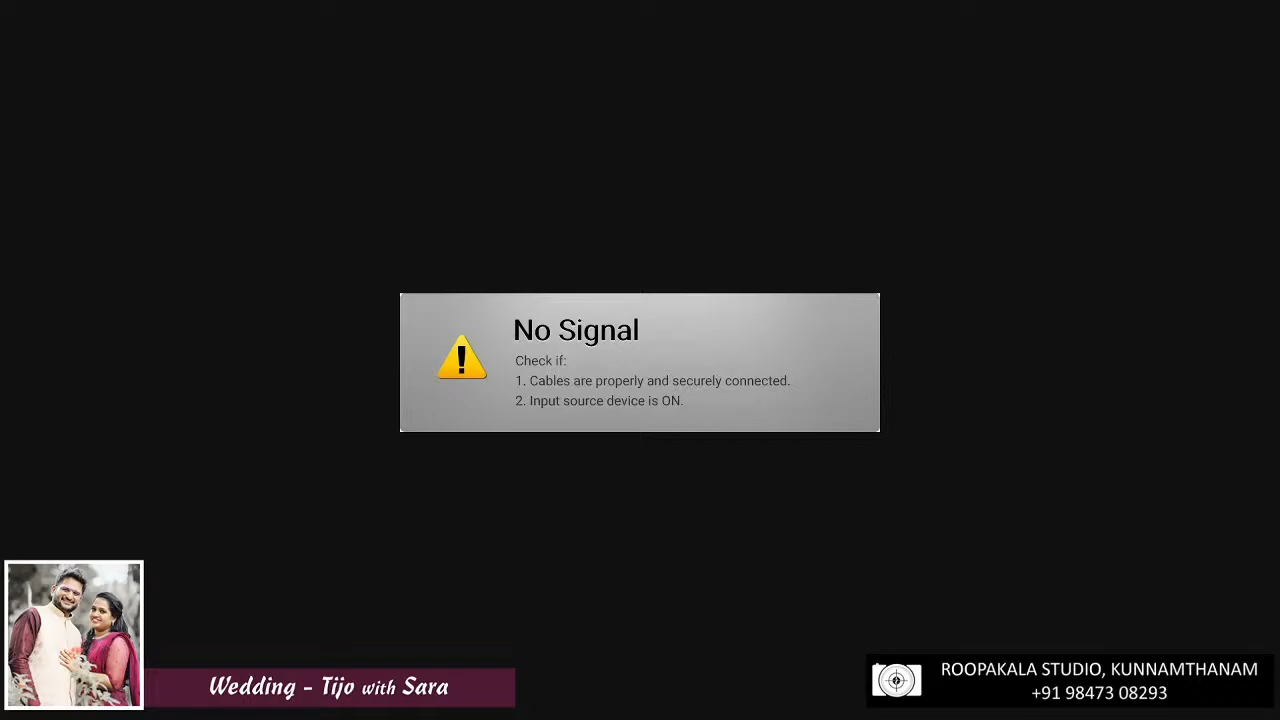 No Signal
Check if:
1. Cables are properly and securely connected.
2. Input source device is ON.
Wedding - Tijo with Sara
ROOPAKALA STUDIO, KUNNAMTHANAM
+91 98473 08293